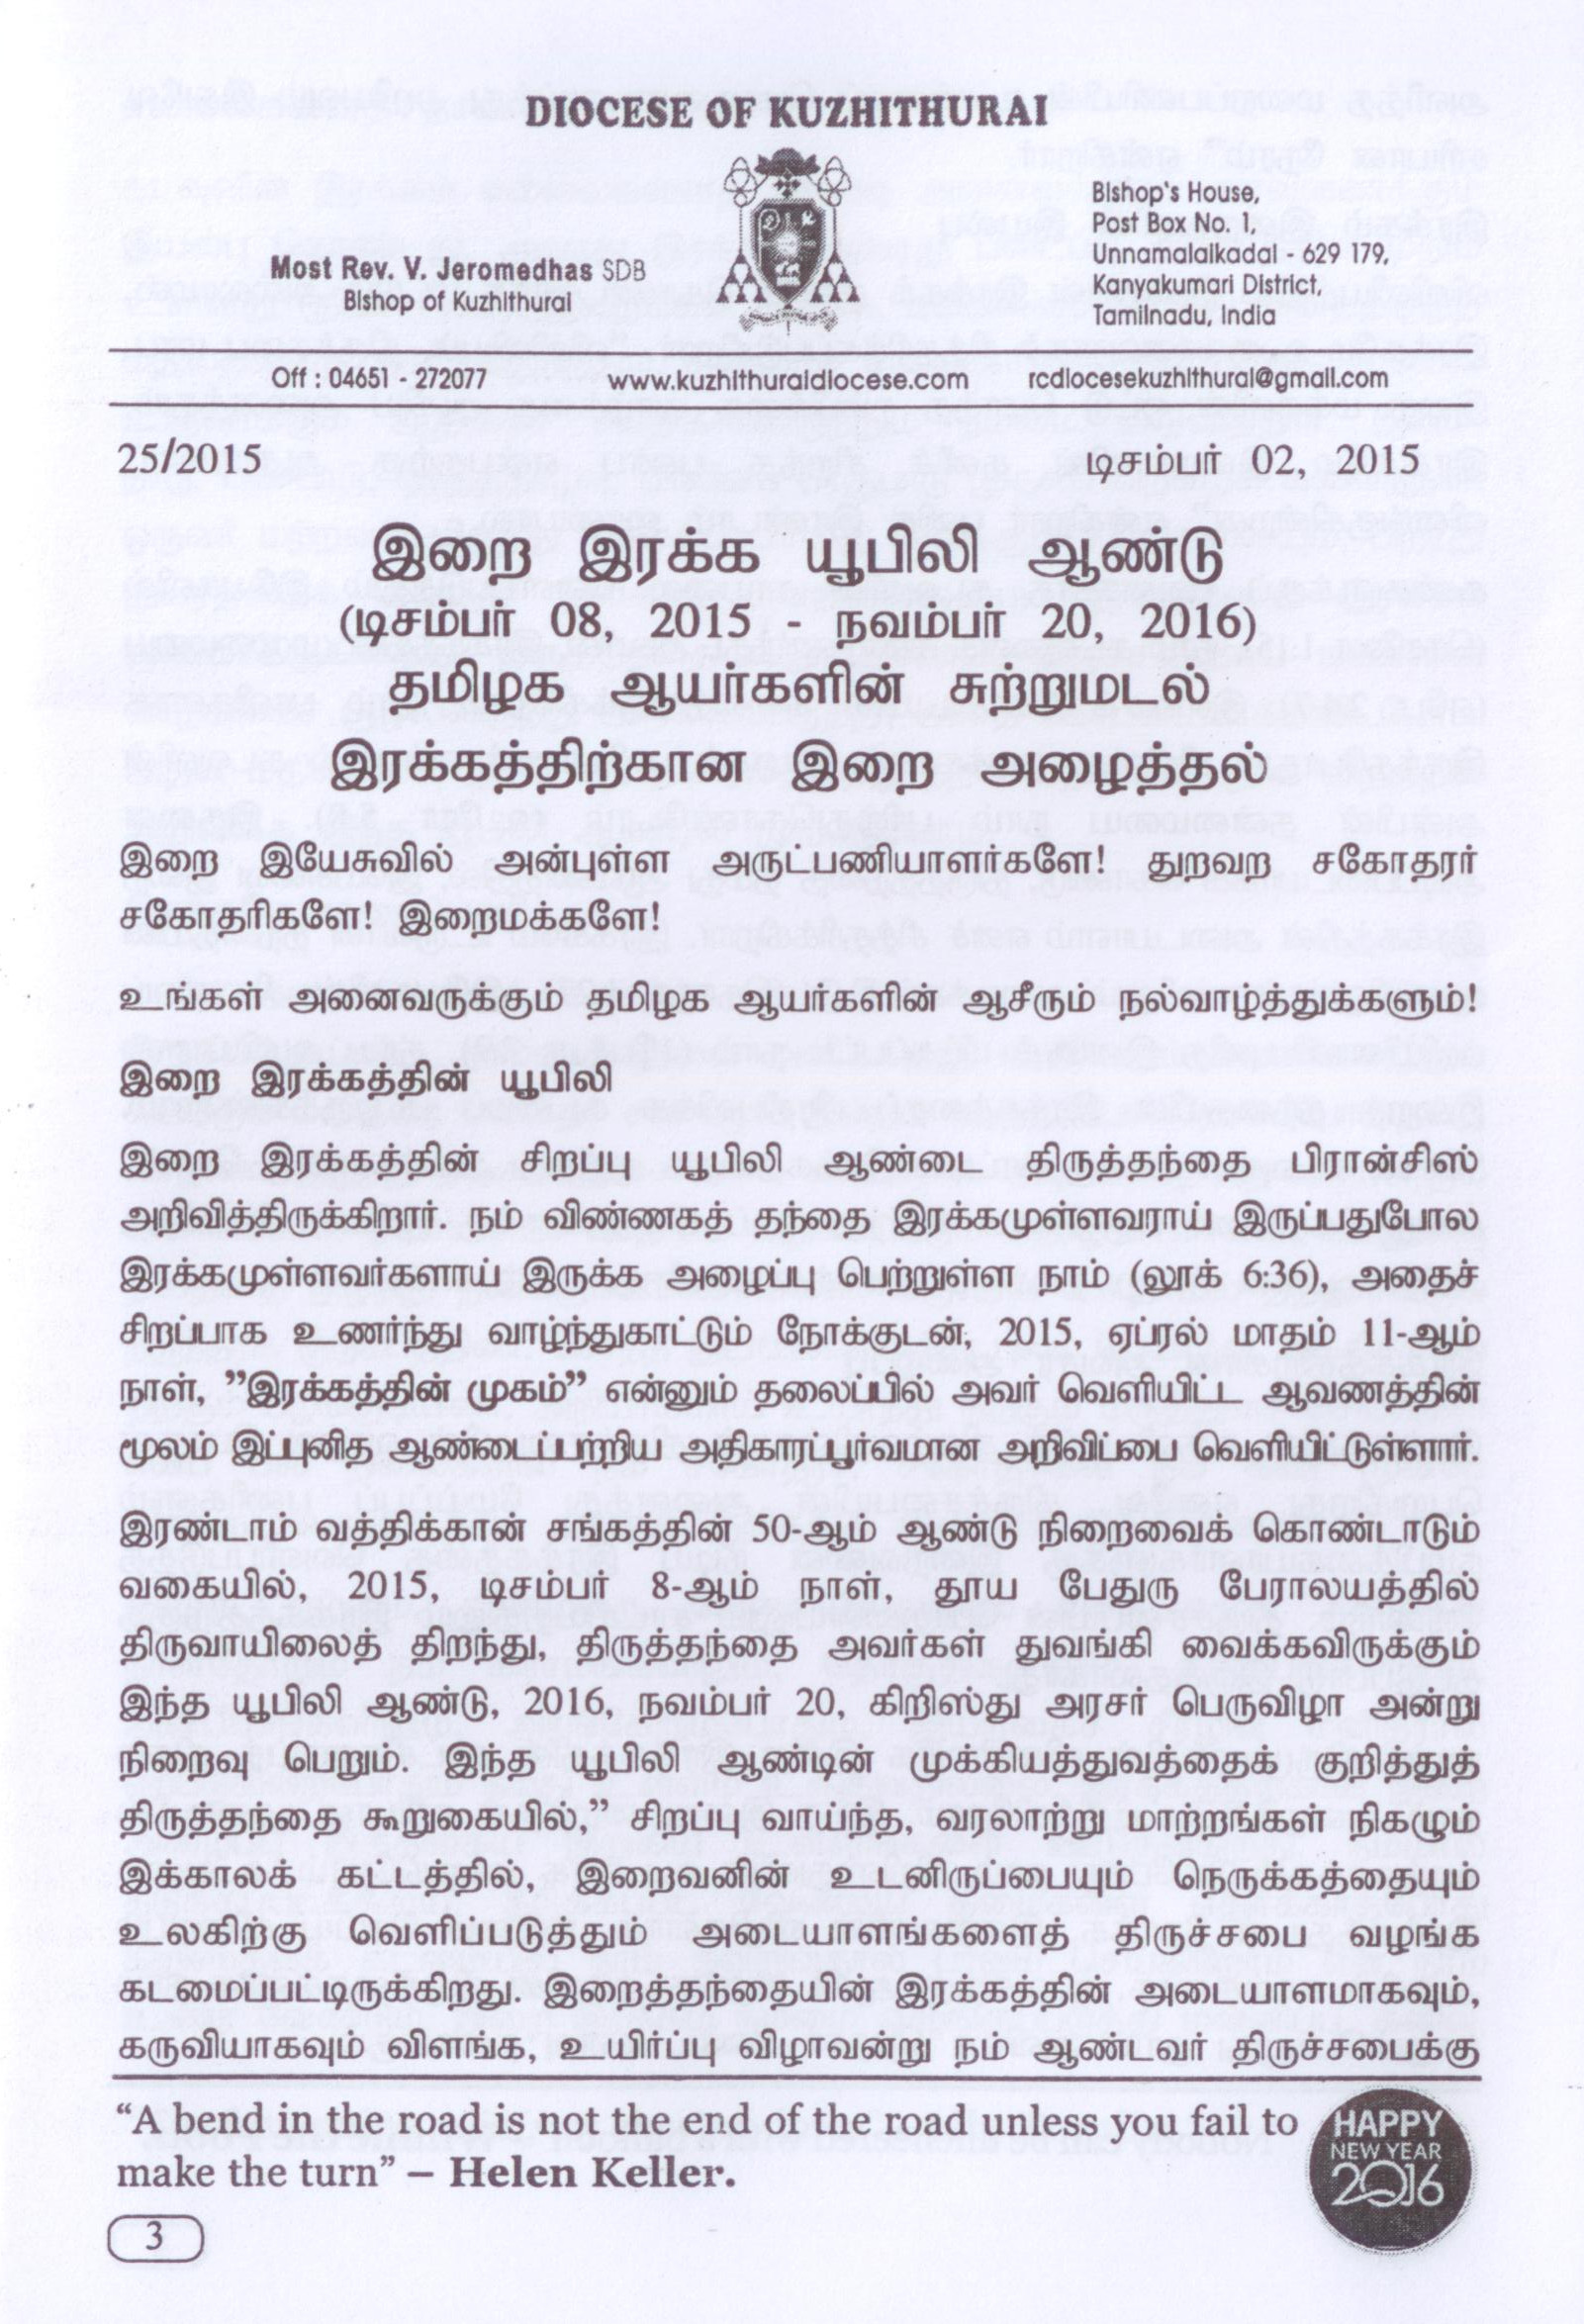 DIOCESE OF KUZHITHURAI
Most Rev. V. Jeromedhas SDB
Bishop of Kuzhithurai
Bishop's House,
Post Box No. 1,
Unnamalaikadai - 629 179,
Kanyakumari District,
Tamilnadu, India
Off : 04651 - 272077 www.kuzhithuraidiocese.com rcdiocesekuzhithurai@gmail.com
25/2015 டிசம்பர் 02, 2015
இறை இரக்க யூபிலி ஆண்டு
(டிசம்பர் 08, 2015 - நவம்பர் 20, 2016)
தமிழக ஆயர்களின் சுற்றுமடல்
இரக்கத்திற்கான இறை அழைத்தல்
இறை இயேசுவில் அன்புள்ள அருட்பணியாளர்களே! துறவற சகோதரர்
சகோதரிகளே! இறைமக்களே!
உங்கள் அனைவருக்கும் தமிழக ஆயர்களின் ஆசீரும் நல்வாழ்த்துக்களும்!
இறை இரக்கத்தின் யூபிலி
இறை இரக்கத்தின் சிறப்பு யூபிலி ஆண்டை திருத்தந்தை பிரான்சிஸ்
அறிவித்திருக்கிறார். நம் விண்ணகத் தந்தை இரக்கமுள்ளவராய் இருப்பதுபோல
இரக்கமுள்ளவர்களாய் இருக்க அழைப்பு பெற்றுள்ள நாம் (லூக் 6:36), அதைச்
சிறப்பாக உணர்ந்து வாழ்ந்துகாட்டும் நோக்குடன், 2015, ஏப்ரல் மாதம் 11-ஆம்
நாள், ”இரக்கத்தின் முகம்” என்னும் தலைப்பில் அவர் வெளியிட்ட ஆவணத்தின்
மூலம் இப்புனித ஆண்டைப்பற்றிய அதிகாரப்பூர்வமான அறிவிப்பை வெளியிட்டுள்ளார்.
இரண்டாம் வத்திக்கான் சங்கத்தின் 50-ஆம் ஆண்டு நிறைவைக் கொண்டாடும்
வகையில், 2015, டிசம்பர் 8-ஆம் நாள், தூய பேதுரு பேராலயத்தில்
திருவாயிலைத் திறந்து, திருத்தந்தை அவர்கள் துவங்கி வைக்கவிருக்கும்
இந்த யூபிலி ஆண்டு, 2016, நவம்பர் 20, கிறிஸ்து அரசர் பெருவிழா அன்று
நிறைவு பெறும். இந்த யூபிலி ஆண்டின் முக்கியத்துவத்தைக் குறித்துத்
திருத்தந்தை கூறுகையில்,” சிறப்பு வாய்ந்த, வரலாற்று மாற்றங்கள் நிகழும்
இக்காலக் கட்டத்தில், இறைவனின் உடனிருப்பையும் நெருக்கத்தையும்
உலகிற்கு வெளிப்படுத்தும் அடையாளங்களைத் திருச்சபை வழங்க
கடமைப்பட்டிருக்கிறது. இறைத்தந்தையின் இரக்கத்தின் அடையாளமாகவும்,
கருவியாகவும் விளங்க, உயிர்ப்பு விழாவன்று நம் ஆண்டவர் திருச்சபைக்கு
“A bend in the road is not the end of the road unless you fail to
make the turn” – Helen Keller.
HAPPY
NEW YEAR
2016
3